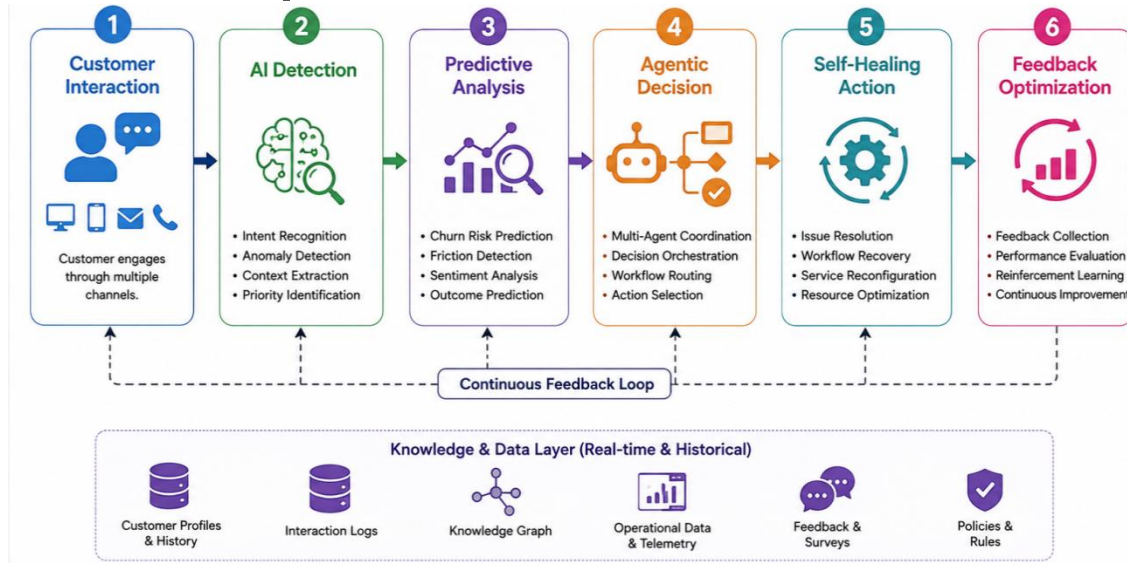 1
Customer
Interaction
Customer engages
through multiple
channels.
2
AI Detection
• Intent Recognition
• Anomaly Detection
• Context Extraction
• Priority Identification
3
Predictive
Analysis
• Churn Risk Prediction
• Friction Detection
• Sentiment Analysis
• Outcome Prediction
4
Agentic
Decision
• Multi-Agent Coordination
• Decision Orchestration
• Workflow Routing
• Action Selection
5
Self-Healing
Action
• Issue Resolution
• Workflow Recovery
• Service Reconfiguration
• Resource Optimization
6
Feedback
Optimization
• Feedback Collection
• Performance Evaluation
• Reinforcement Learning
• Continuous Improvement
Continuous Feedback Loop
Knowledge & Data Layer (Real-time & Historical)
Customer Profiles
& History
Interaction Logs
Knowledge Graph
Operational Data
& Telemetry
Feedback &
Surveys
Policies &
Rules